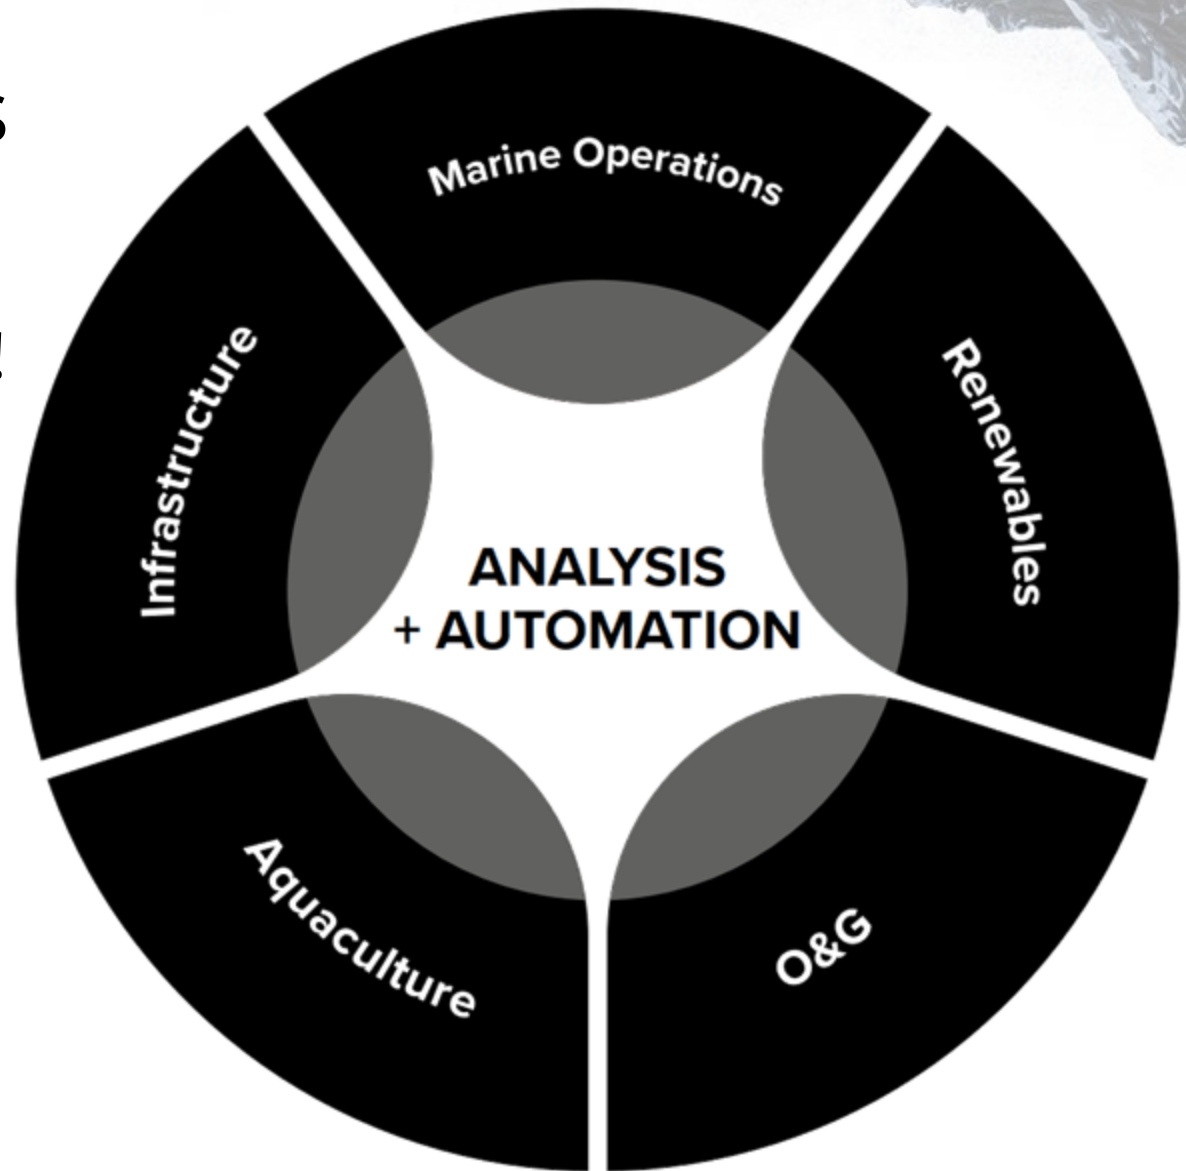 Marine Operations
Infrastructure
Renewables
ANALYSIS
+ AUTOMATION
Aquaculture
O&G